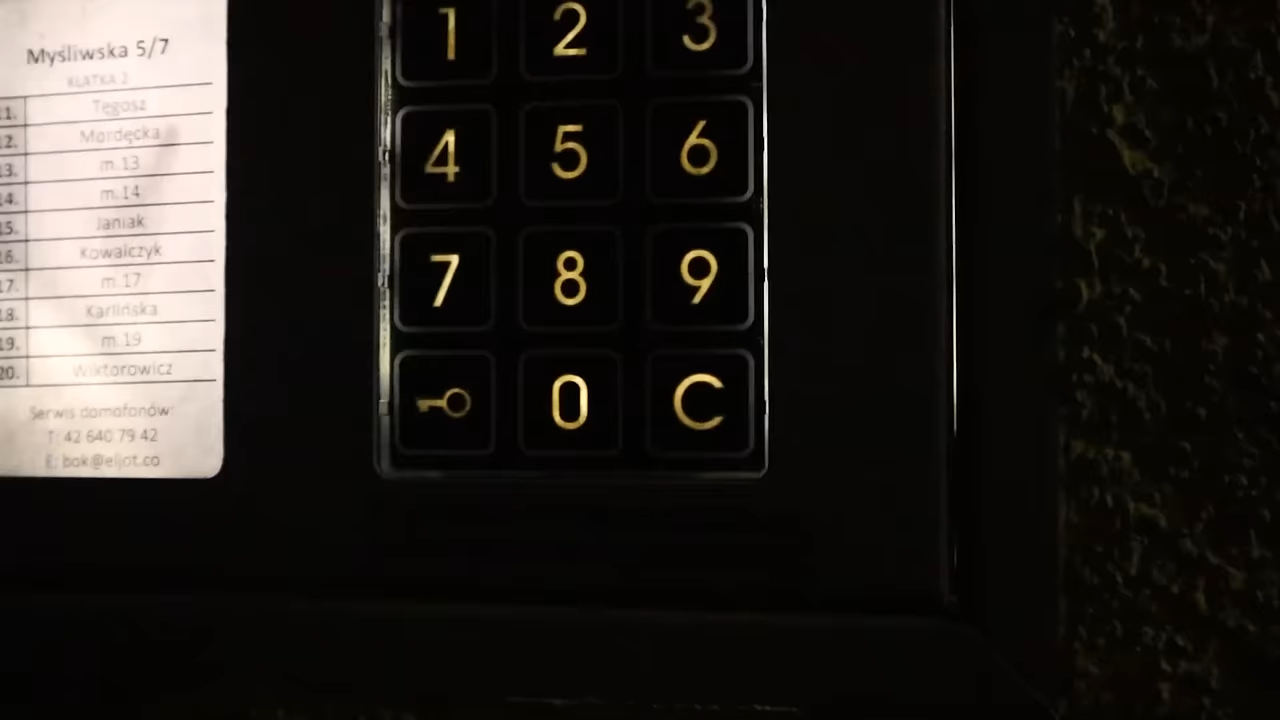 Myśliwska 5/7
KLATKA 2
11. Tęgosz
12. Mordęcka
13. m.13
14. m.14
15. Janiak
16. Kowalczyk
17. m.17
18. Karlińska
19. m.19
20. Wiktorowicz
Serwis domofonów:
T: 42 640 79 42
E: bok@eljot.co
1 2 3
4 5 6
7 8 9
0 C